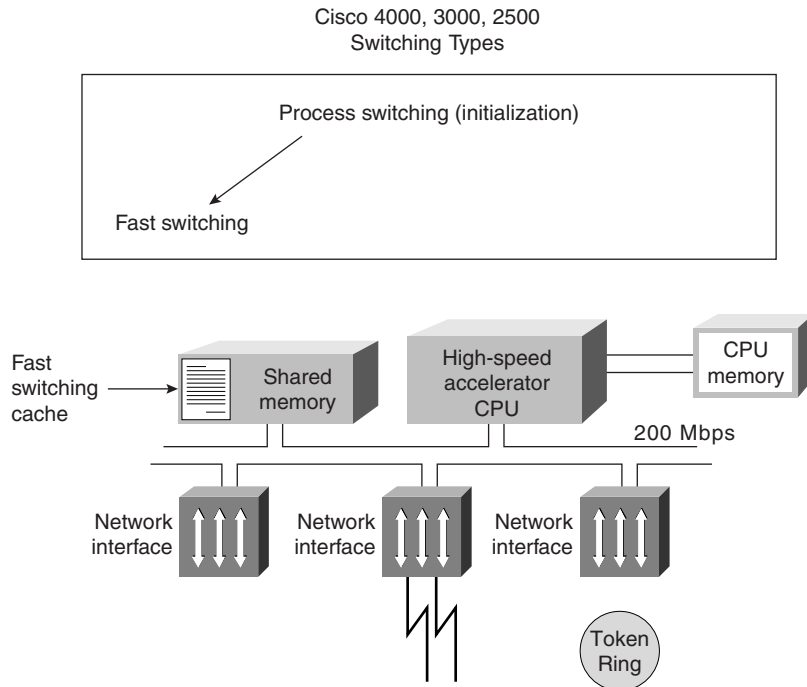 Cisco 4000, 3000, 2500
Switching Types
Process switching (initialization)
Fast switching
Fast
switching
cache
Shared
memory
High-speed
accelerator
CPU
CPU
memory
200 Mbps
Network
interface
Network
interface
Network
interface
Token
Ring